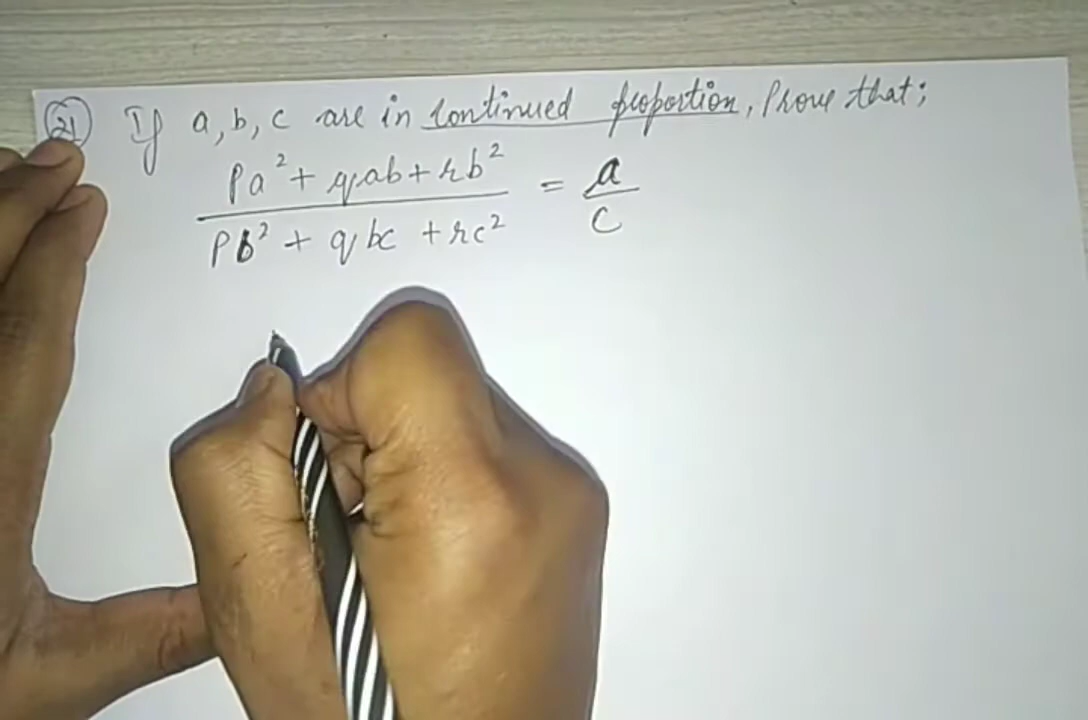 (21) If a, b, c are in continued proportion, Prove that;
Pa² + qab + rb² / Pb² + qbc + rc² = a / c